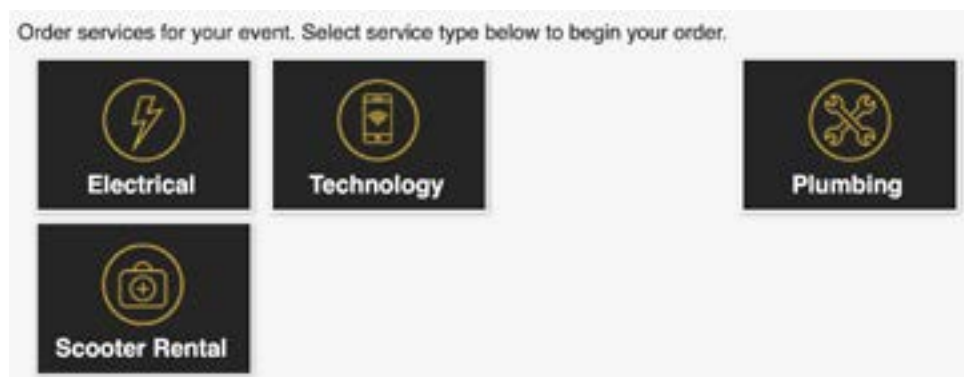 Order services for your event. Select service type below to begin your order.
Electrical
Technology
Plumbing
Scooter Rental